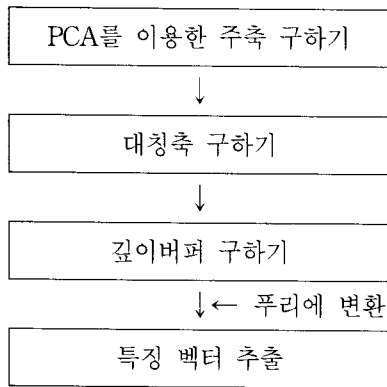 PCA를 이용한 주축 구하기
↓
대칭축 구하기
↓
깊이버퍼 구하기
↓ ← 푸리에 변환
특징 벡터 추출